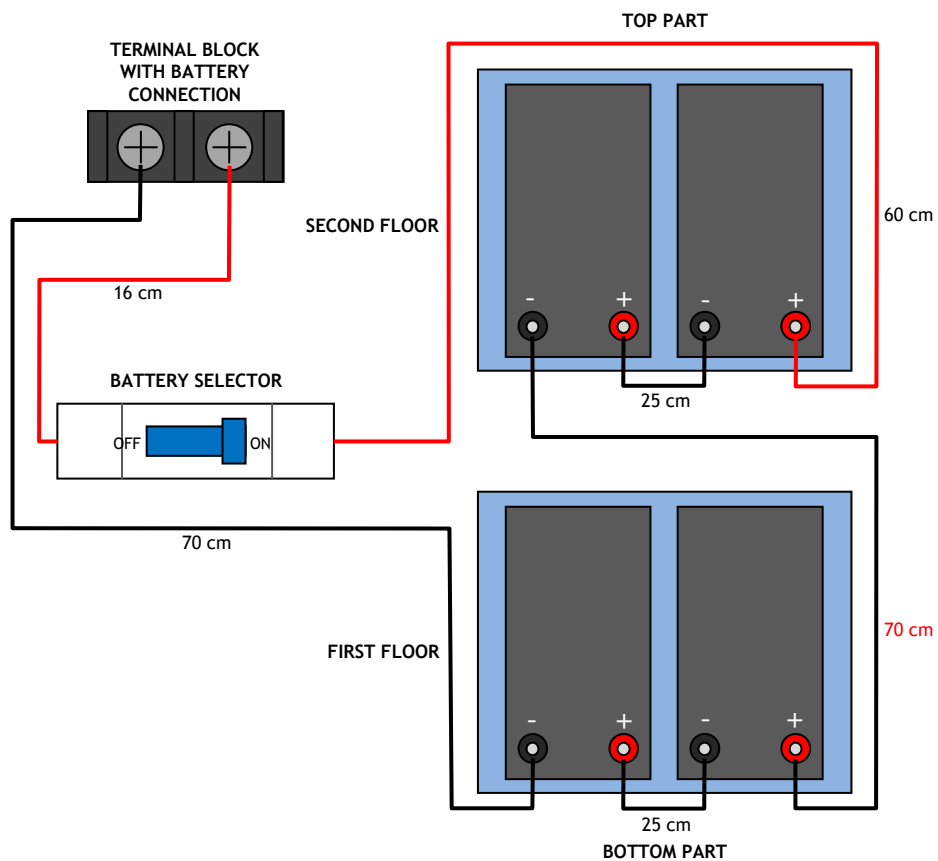 TOP PART
TERMINAL BLOCK
WITH BATTERY
CONNECTION
SECOND FLOOR
60 cm
16 cm
- + - +
25 cm
BATTERY SELECTOR
OFF ON
70 cm
FIRST FLOOR
70 cm
- + - +
25 cm
BOTTOM PART